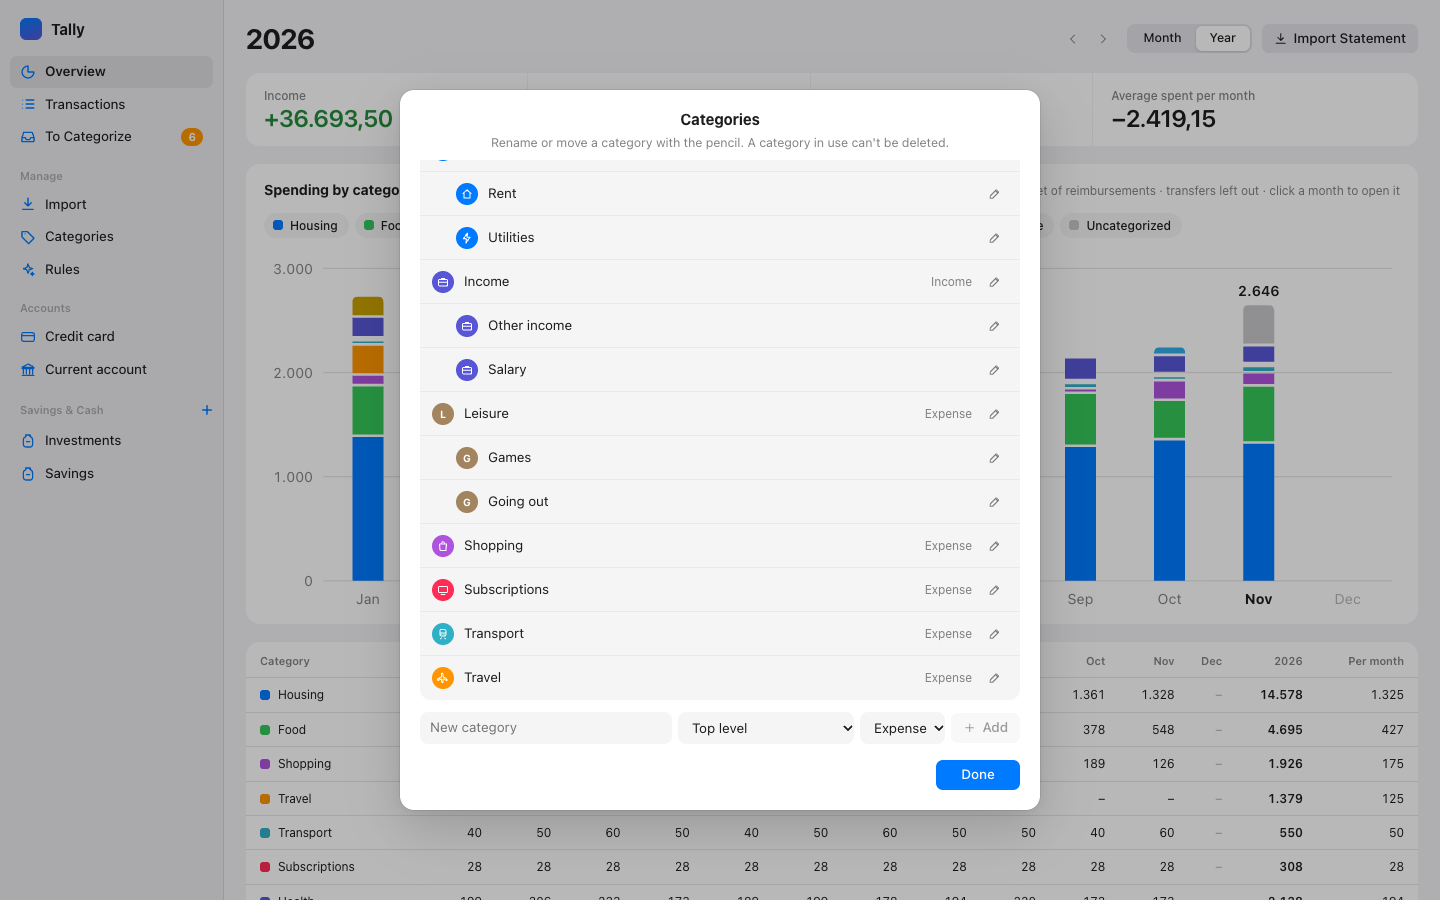 Tally
Overview
Transactions
To Categorize 6
Manage
Import
Categories
Rules
Accounts
Credit card
Current account
Savings & Cash +
Investments
Savings
2026
Month Year Import Statement
Income
+36.693,50
Average spent per month
−2.419,15
Categories
Rename or move a category with the pencil. A category in use can't be deleted.
Rent
Utilities
Income Income
Other income
Salary
L Leisure Expense
G Games
G Going out
Shopping Expense
Subscriptions Expense
Transport Expense
Travel Expense
New category Top level Expense + Add
Done
Spending by
of reimbursements · transfers left out · click a month to open it
Housing
Uncategorized
3.000
2.000
1.000
0
2.646
Jan Sep Oct Nov Dec
Category Oct Nov Dec 2026 Per month
Housing 1.361 1.328 – 14.578 1.325
Food 378 548 – 4.695 427
Shopping 189 126 – 1.926 175
Travel – – – 1.379 125
Transport 40 50 60 50 40 50 60 50 50 40 60 – 550 50
Subscriptions 28 28 28 28 28 28 28 28 28 28 28 – 308 28